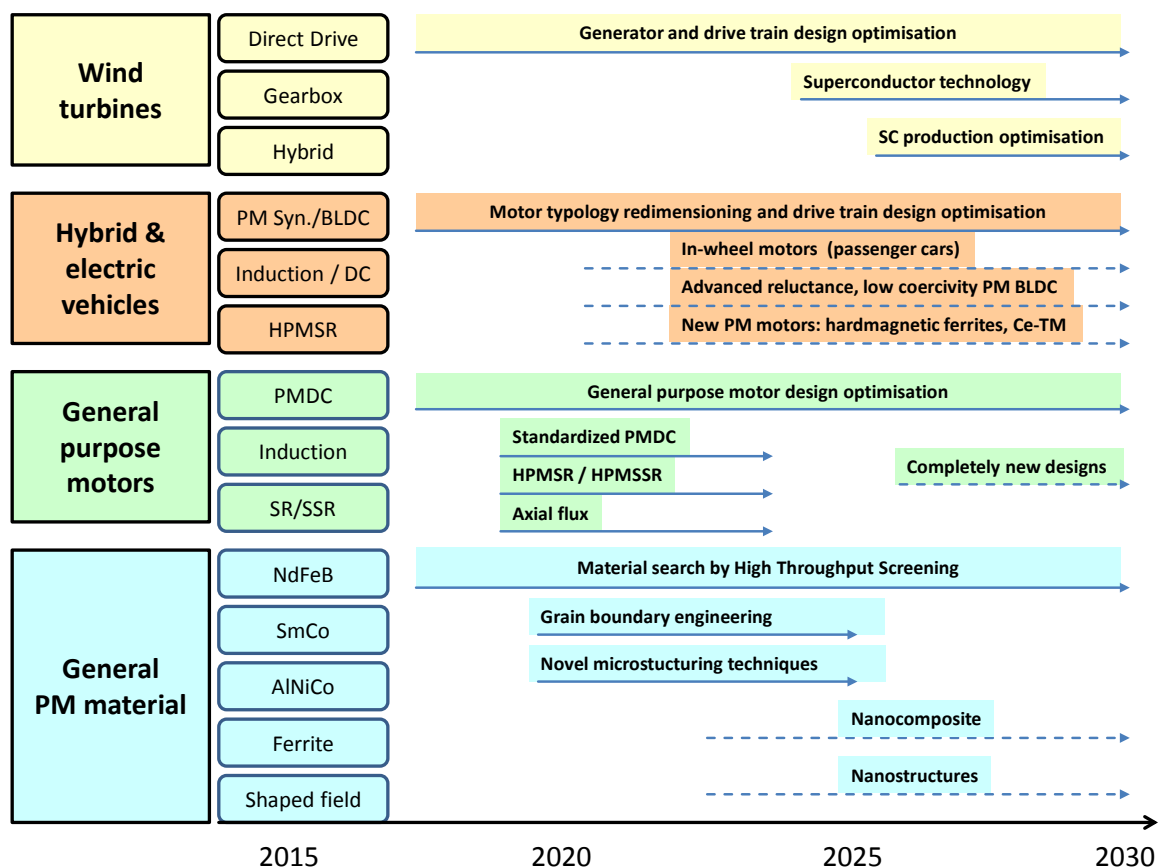 Wind
turbines
Direct Drive
Gearbox
Hybrid
Generator and drive train design optimisation
Superconductor technology
SC production optimisation
Hybrid &
electric
vehicles
PM Syn./BLDC
Induction / DC
HPMSR
Motor typology redimensioning and drive train design optimisation
In-wheel motors (passenger cars)
Advanced reluctance, low coercivity PM BLDC
New PM motors: hardmagnetic ferrites, Ce-TM
General
purpose
motors
PMDC
Induction
SR/SSR
General purpose motor design optimisation
Standardized PMDC
HPMSR / HPMSSR
Axial flux
Completely new designs
General
PM material
NdFeB
SmCo
AlNiCo
Ferrite
Shaped field
Material search by High Throughput Screening
Grain boundary engineering
Novel microstucturing techniques
Nanocomposite
Nanostructures
2015 2020 2025 2030